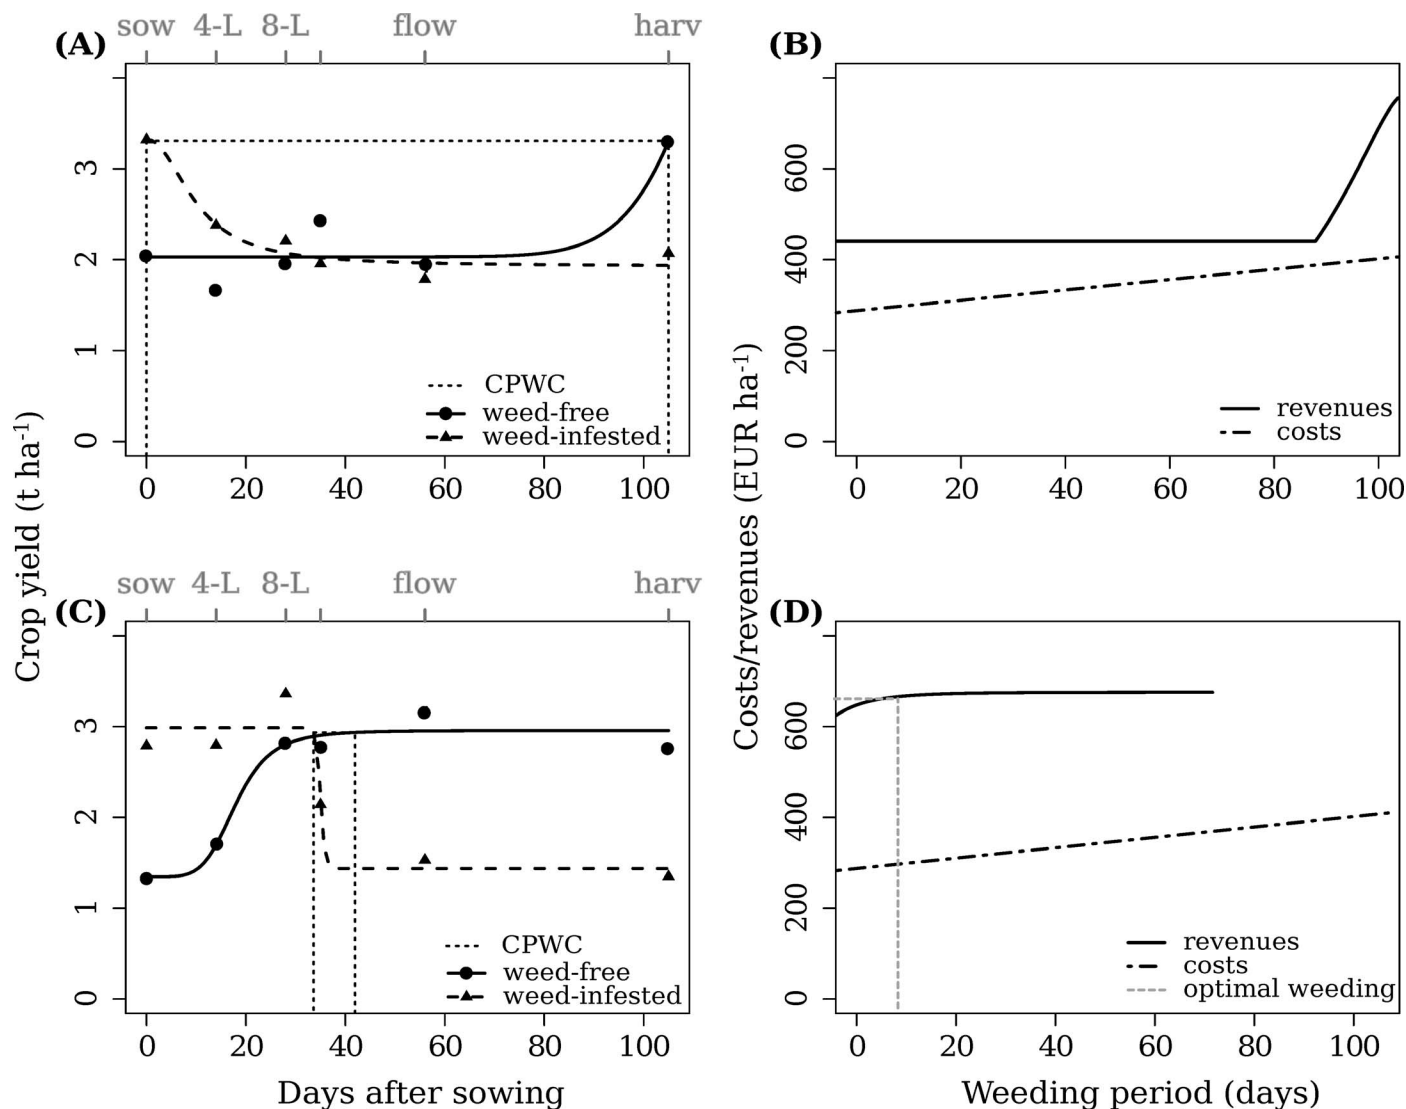 sow 4-L 8-L flow harv
(A)
3
2
1
0
CPWC
weed-free
weed-infested
0 20 40 60 80 100
(B)
600
400
200
0
revenues
costs
0 20 40 60 80 100
sow 4-L 8-L flow harv
(C)
3
2
1
0
CPWC
weed-free
weed-infested
0 20 40 60 80 100
Days after sowing
Crop yield (t ha⁻¹)
(D)
600
400
200
0
revenues
costs
optimal weeding
0 20 40 60 80 100
Weeding period (days)
Costs/revenues (EUR ha⁻¹)